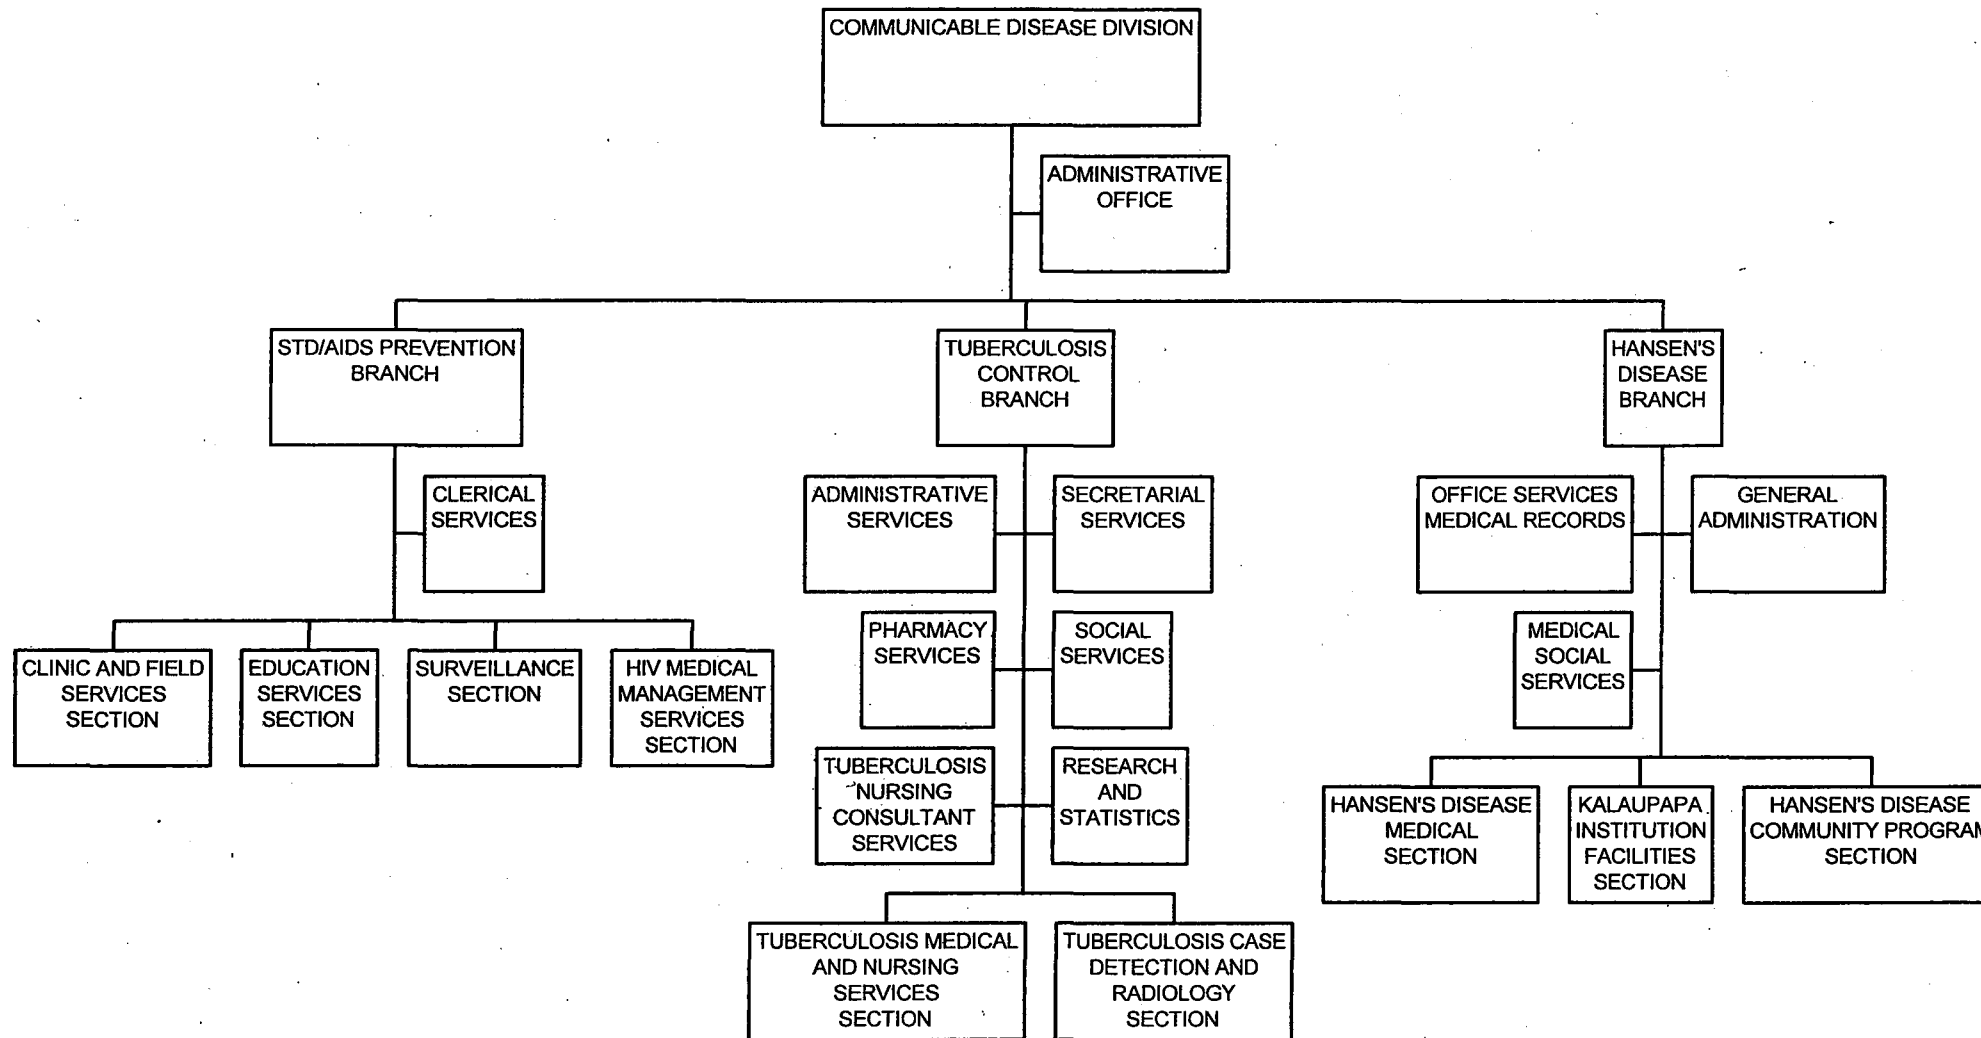 COMMUNICABLE DISEASE DIVISION
ADMINISTRATIVE
OFFICE
STD/AIDS PREVENTION
BRANCH
TUBERCULOSIS
CONTROL
BRANCH
HANSEN'S
DISEASE
BRANCH
CLERICAL
SERVICES
ADMINISTRATIVE
SERVICES
SECRETARIAL
SERVICES
OFFICE SERVICES
MEDICAL RECORDS
GENERAL
ADMINISTRATION
PHARMACY
SERVICES
SOCIAL
SERVICES
MEDICAL
SOCIAL
SERVICES
CLINIC AND FIELD
SERVICES
SECTION
EDUCATION
SERVICES
SECTION
SURVEILLANCE
SECTION
HIV MEDICAL
MANAGEMENT
SERVICES
SECTION
TUBERCULOSIS
NURSING
CONSULTANT
SERVICES
RESEARCH
AND
STATISTICS
HANSEN'S DISEASE
MEDICAL
SECTION
KALAUPAPA
INSTITUTION
FACILITIES
SECTION
HANSEN'S DISEASE
COMMUNITY PROGRAM
SECTION
TUBERCULOSIS MEDICAL
AND NURSING
SERVICES
SECTION
TUBERCULOSIS CASE
DETECTION AND
RADIOLOGY
SECTION